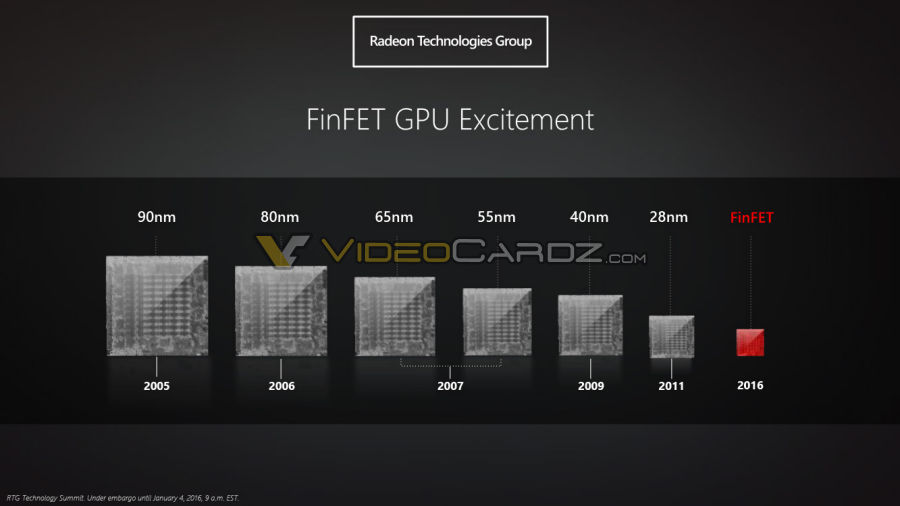 Radeon Technologies Group
FinFET GPU Excitement
90nm 80nm 65nm 55nm 40nm 28nm FinFET
VIDEOCARDZ.COM
2005 2006 2007 2009 2011 2016
RTG Technology Summit. Under embargo until January 4, 2016, 9 a.m. EST.